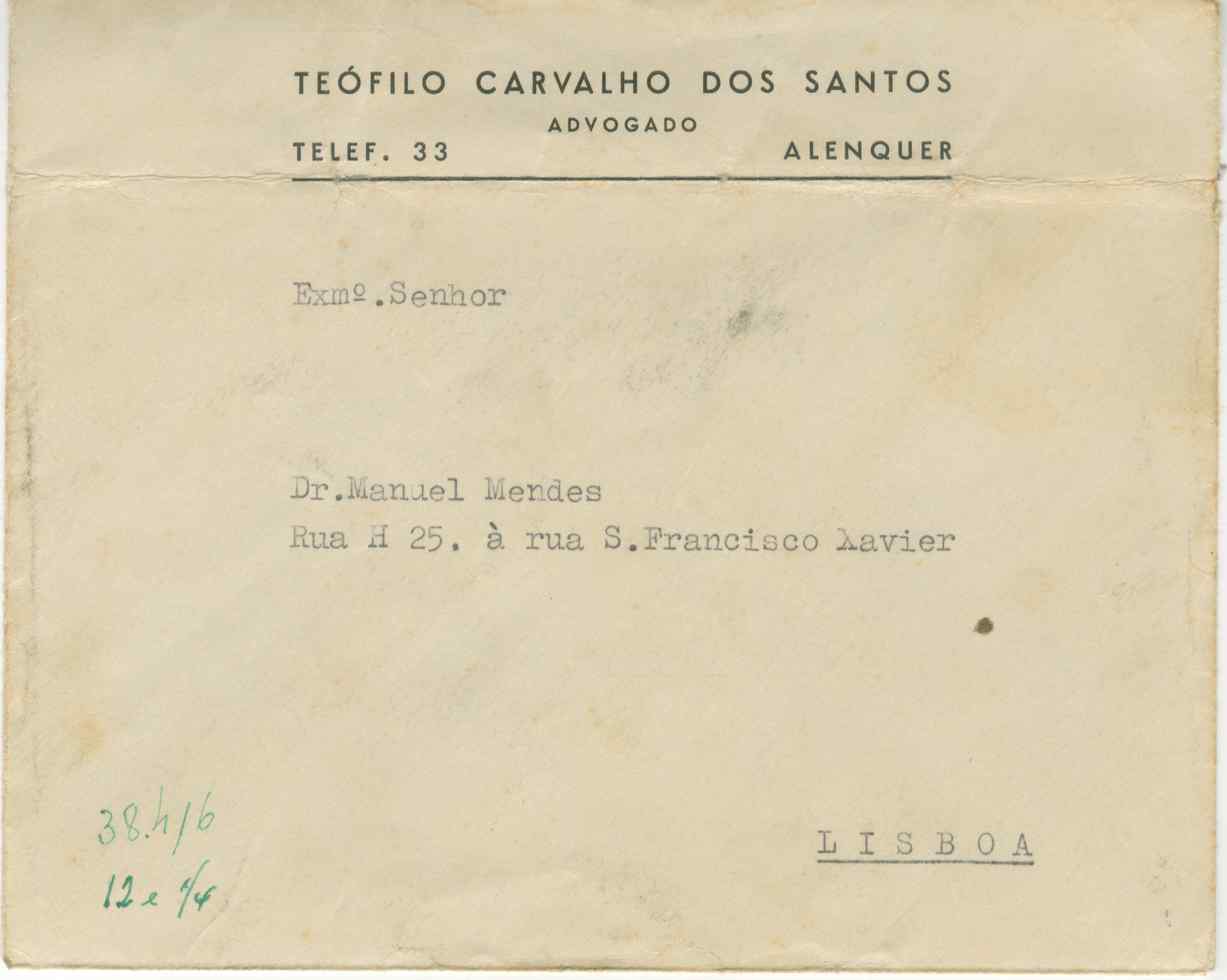 TEÓFILO CARVALHO DOS SANTOS
ADVOGADO
TELEF. 33 ALENQUER
Exmº.Senhor
Dr.Manuel Mendes
Rua H 25. à rua S.Francisco Xavier
LISBOA
38.h/6
12 e 1/4